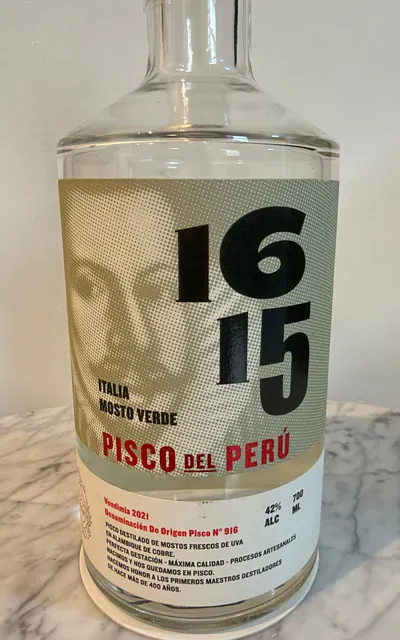 16
15
ITALIA
MOSTO VERDE
PISCO DEL PERÚ
Vendimia 2021
Denominación De Origen Pisco N° 916
PISCO DESTILADO DE MOSTOS FRESCOS DE UVA
EN ALAMBIQUE DE COBRE.
PERFECTA GESTACIÓN - MÁXIMA CALIDAD - PROCESOS ARTESANALES
NACIMOS Y NOS QUEDAMOS EN PISCO.
HACEMOS HONOR A LOS PRIMEROS MAESTROS DESTILADORES
DE HACE MÁS DE 400 AÑOS.
42%
ALC
700
ML